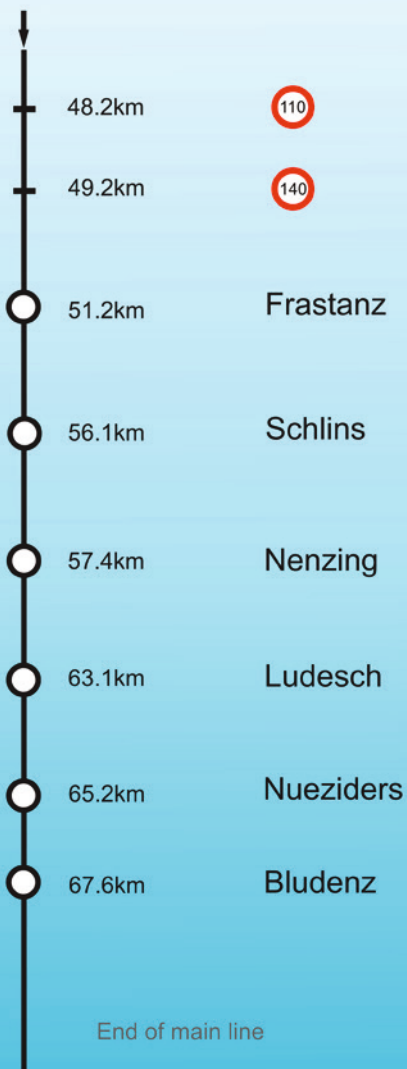 48.2km 110
49.2km 140
51.2km Frastanz
56.1km Schlins
57.4km Nenzing
63.1km Ludesch
65.2km Nueziders
67.6km Bludenz
End of main line